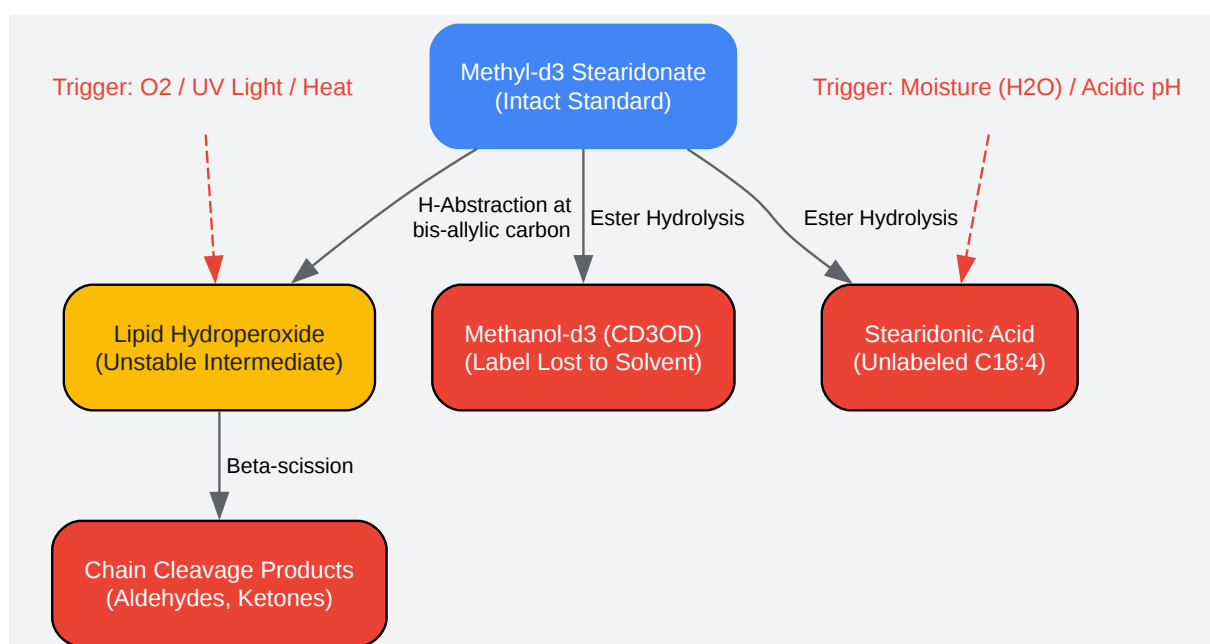 Methyl-d3 Stearidonate
(Intact Standard)
Trigger: O2 / UV Light / Heat
Trigger: Moisture (H2O) / Acidic pH
H-Abstraction at
bis-allylic carbon
Ester Hydrolysis
Ester Hydrolysis
Lipid Hydroperoxide
(Unstable Intermediate)
Methanol-d3 (CD3OD)
(Label Lost to Solvent)
Stearidonic Acid
(Unlabeled C18:4)
Beta-scission
Chain Cleavage Products
(Aldehydes, Ketones)